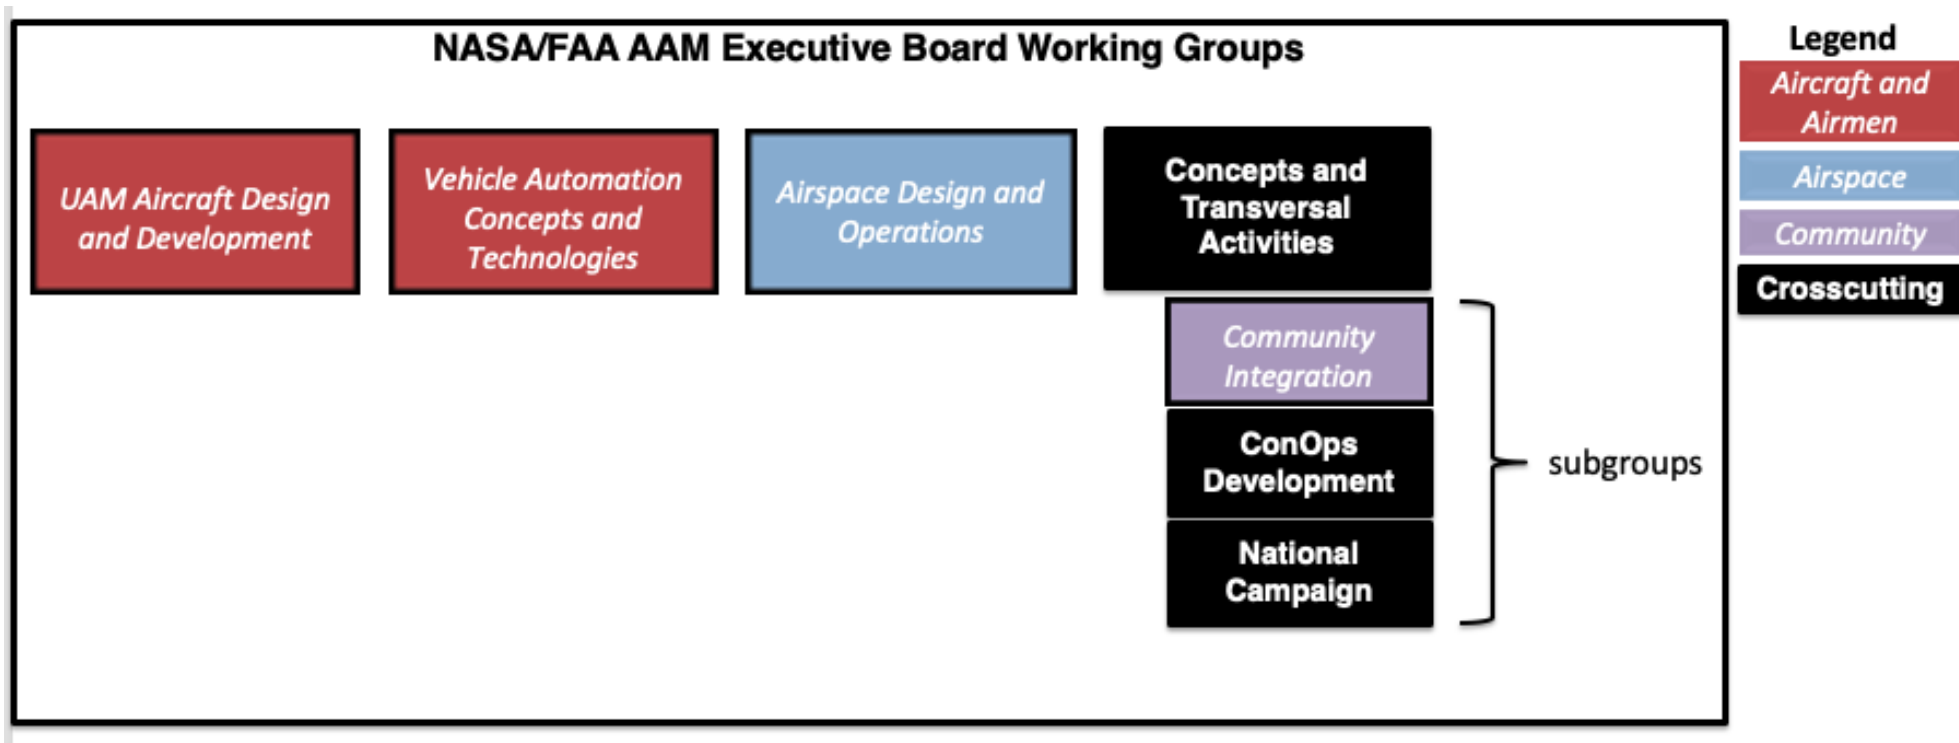 NASA/FAA AAM Executive Board Working Groups
UAM Aircraft Design
and Development
Vehicle Automation
Concepts and
Technologies
Airspace Design and
Operations
Concepts and
Transversal
Activities
Community
Integration
ConOps
Development
National
Campaign
subgroups
Legend
Aircraft and
Airmen
Airspace
Community
Crosscutting